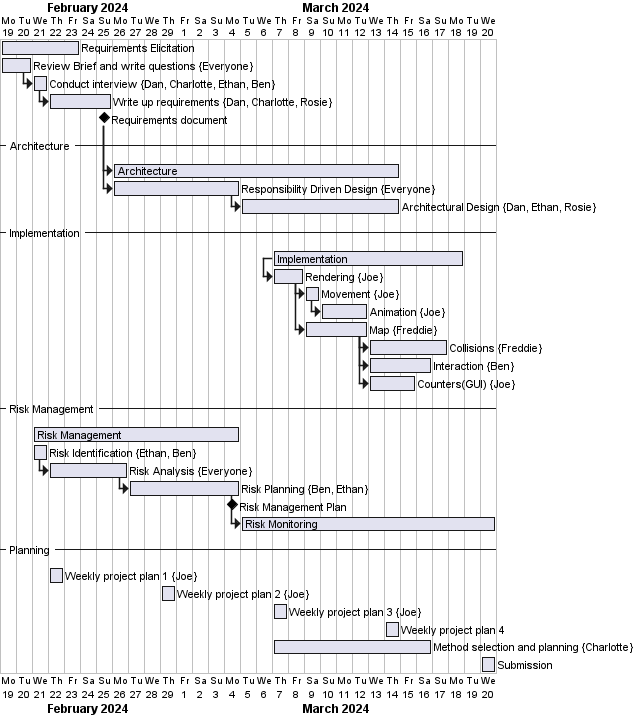 February 2024 March 2024
Mo Tu We Th Fr Sa Su Mo Tu We Th Fr Sa Su Mo Tu We Th Fr Sa Su Mo Tu We Th Fr Sa Su Mo Tu We
19 20 21 22 23 24 25 26 27 28 29 1 2 3 4 5 6 7 8 9 10 11 12 13 14 15 16 17 18 19 20
Requirements Elicitation
Review Brief and write questions {Everyone}
Conduct interview {Dan, Charlotte, Ethan, Ben}
Write up requirements {Dan, Charlotte, Rosie}
Requirements document
Architecture
Architecture
Responsibility Driven Design {Everyone}
Architectural Design {Dan, Ethan, Rosie}
Implementation
Implementation
Rendering {Joe}
Movement {Joe}
Animation {Joe}
Map {Freddie}
Collisions {Freddie}
Interaction {Ben}
Counters(GUI) {Joe}
Risk Management
Risk Management
Risk Identification {Ethan, Ben}
Risk Analysis {Everyone}
Risk Planning {Ben, Ethan}
Risk Management Plan
Risk Monitoring
Planning
Weekly project plan 1 {Joe}
Weekly project plan 2 {Joe}
Weekly project plan 3 {Joe}
Weekly project plan 4
Method selection and planning {Charlotte}
Submission
Mo Tu We Th Fr Sa Su Mo Tu We Th Fr Sa Su Mo Tu We Th Fr Sa Su Mo Tu We Th Fr Sa Su Mo Tu We
19 20 21 22 23 24 25 26 27 28 29 1 2 3 4 5 6 7 8 9 10 11 12 13 14 15 16 17 18 19 20
February 2024 March 2024